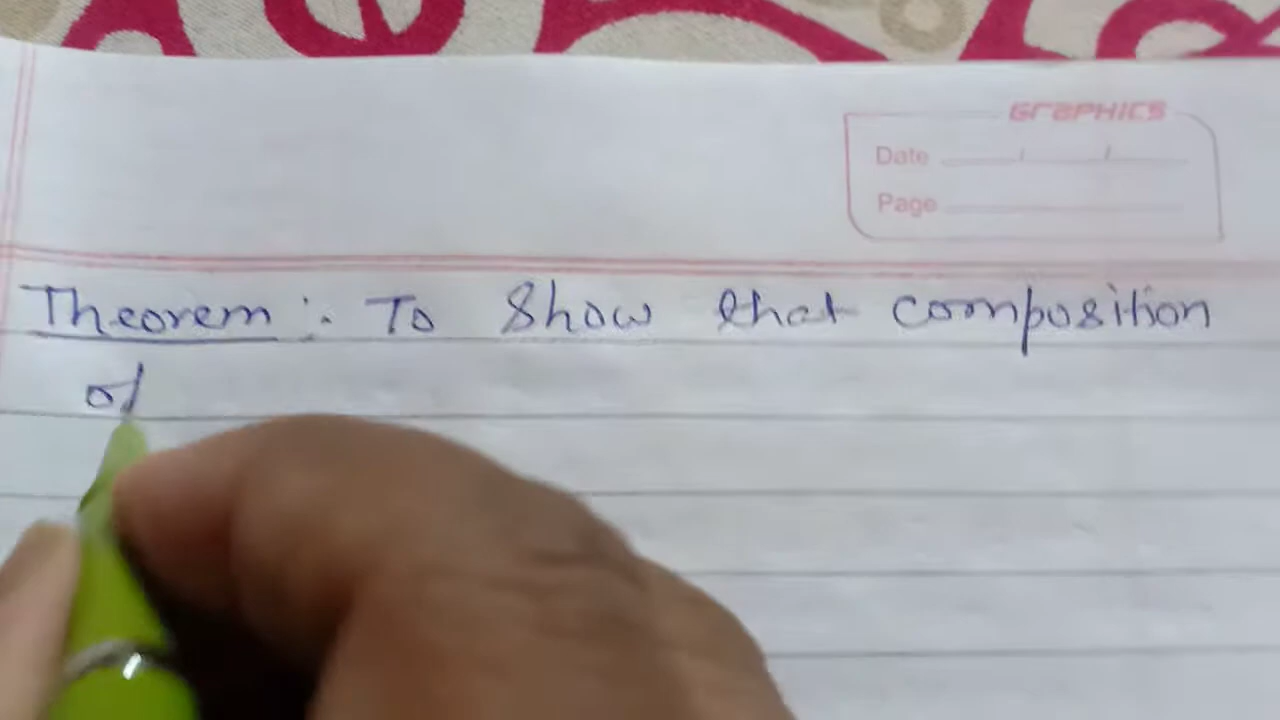 GRAPHICS
Date
Page
Theorem :. To Show that composition
of